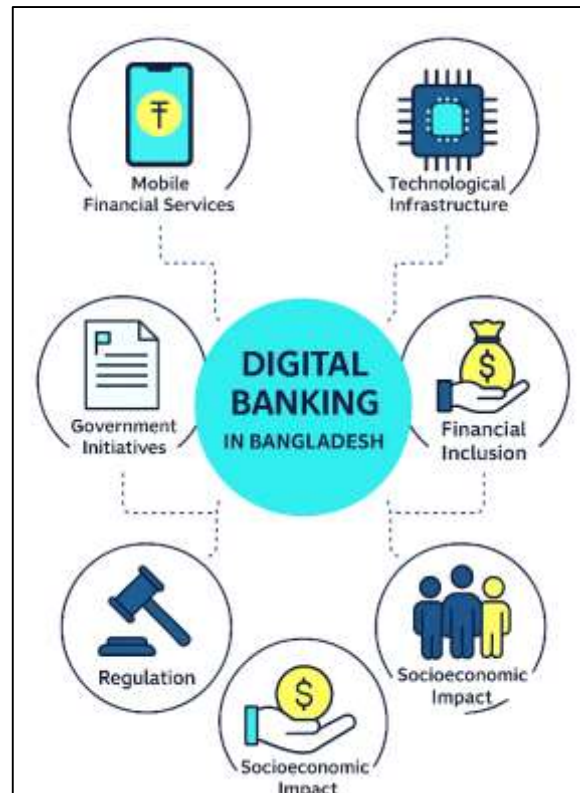 ₮
Mobile
Financial Services
Technological
Infrastructure
DIGITAL
BANKING
IN BANGLADESH
Government
Initiatives
$
Financial
Inclusion
Regulation
$
Socioeconomic
Impact
Socioeconomic
Impact